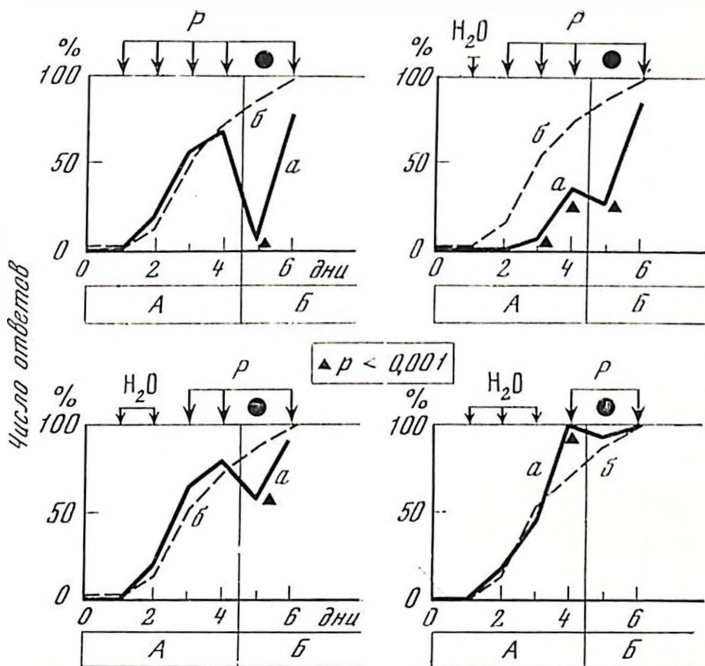 P
H₂O P
% %
100 100
б б
а
50 50
а
0 0
0 2 4 6 дни 0 2 4 6
А Б А Б
Число ответов
▲ p < 0,001
H₂O P H₂O P
% %
100 100
а а б
б
50 50
0 0
0 2 4 6 дни 0 2 4 6
А Б А Б